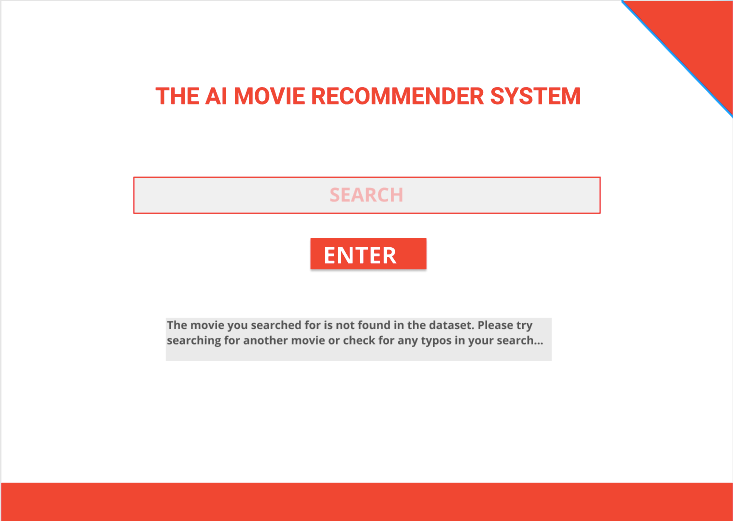 THE AI MOVIE RECOMMENDER SYSTEM
SEARCH
ENTER
The movie you searched for is not found in the dataset. Please try
searching for another movie or check for any typos in your search...